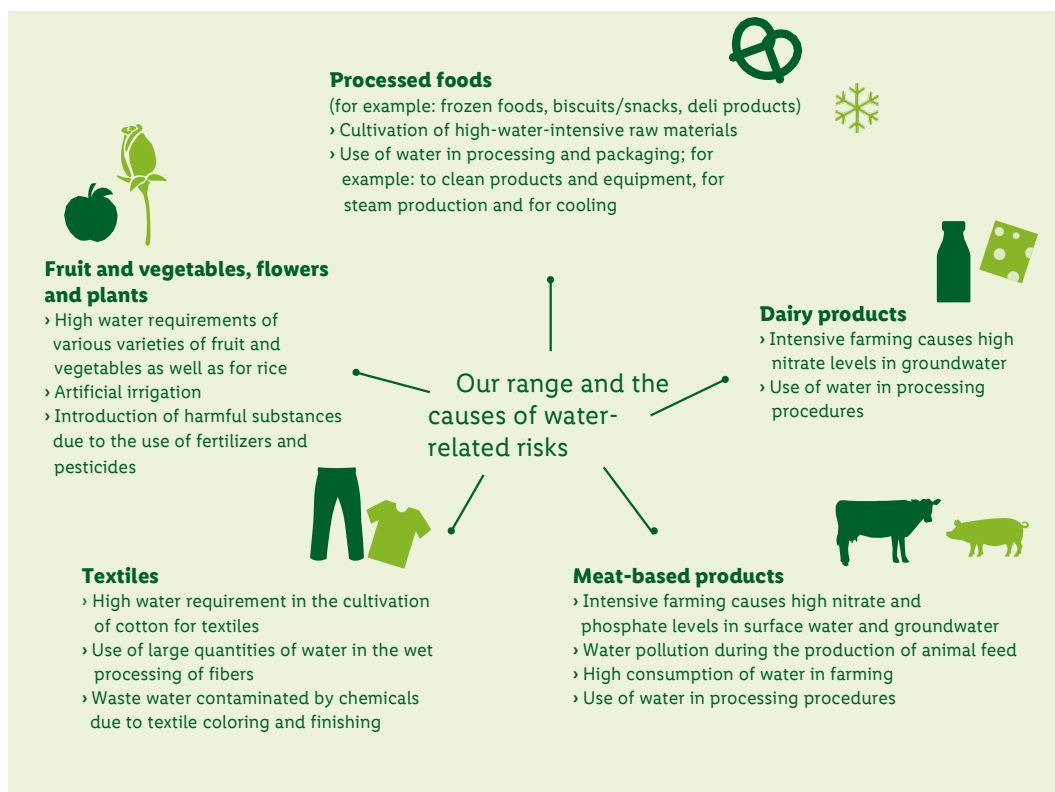 Processed foods
(for example: frozen foods, biscuits/snacks, deli products)
› Cultivation of high-water-intensive raw materials
› Use of water in processing and packaging; for
example: to clean products and equipment, for
steam production and for cooling
Fruit and vegetables, flowers
and plants
› High water requirements of
various varieties of fruit and
vegetables as well as for rice
› Artificial irrigation
› Introduction of harmful substances
due to the use of fertilizers and
pesticides
Dairy products
› Intensive farming causes high
nitrate levels in groundwater
› Use of water in processing
procedures
Our range and the
causes of water-
related risks
Textiles
› High water requirement in the cultivation
of cotton for textiles
› Use of large quantities of water in the wet
processing of fibers
› Waste water contaminated by chemicals
due to textile coloring and finishing
Meat-based products
› Intensive farming causes high nitrate and
phosphate levels in surface water and groundwater
› Water pollution during the production of animal feed
› High consumption of water in farming
› Use of water in processing procedures